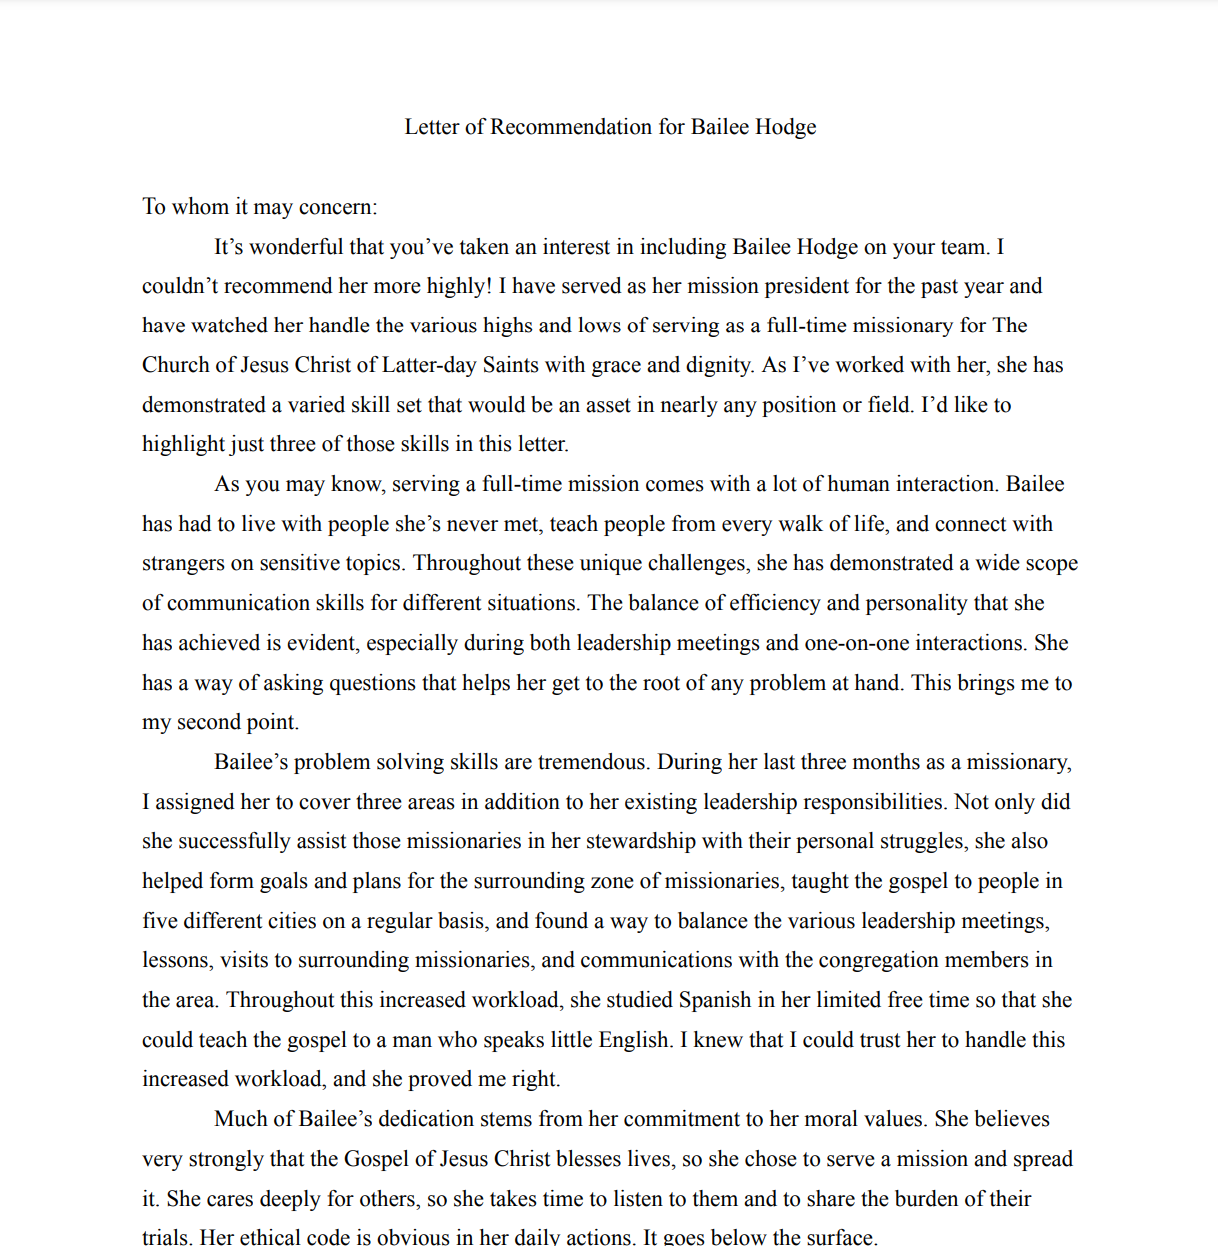 Letter of Recommendation for Bailee Hodge
To whom it may concern:
It’s wonderful that you’ve taken an interest in including Bailee Hodge on your team. I
couldn’t recommend her more highly! I have served as her mission president for the past year and
have watched her handle the various highs and lows of serving as a full-time missionary for The
Church of Jesus Christ of Latter-day Saints with grace and dignity. As I’ve worked with her, she has
demonstrated a varied skill set that would be an asset in nearly any position or field. I’d like to
highlight just three of those skills in this letter.
As you may know, serving a full-time mission comes with a lot of human interaction. Bailee
has had to live with people she’s never met, teach people from every walk of life, and connect with
strangers on sensitive topics. Throughout these unique challenges, she has demonstrated a wide scope
of communication skills for different situations. The balance of efficiency and personality that she
has achieved is evident, especially during both leadership meetings and one-on-one interactions. She
has a way of asking questions that helps her get to the root of any problem at hand. This brings me to
my second point.
Bailee’s problem solving skills are tremendous. During her last three months as a missionary,
I assigned her to cover three areas in addition to her existing leadership responsibilities. Not only did
she successfully assist those missionaries in her stewardship with their personal struggles, she also
helped form goals and plans for the surrounding zone of missionaries, taught the gospel to people in
five different cities on a regular basis, and found a way to balance the various leadership meetings,
lessons, visits to surrounding missionaries, and communications with the congregation members in
the area. Throughout this increased workload, she studied Spanish in her limited free time so that she
could teach the gospel to a man who speaks little English. I knew that I could trust her to handle this
increased workload, and she proved me right.
Much of Bailee’s dedication stems from her commitment to her moral values. She believes
very strongly that the Gospel of Jesus Christ blesses lives, so she chose to serve a mission and spread
it. She cares deeply for others, so she takes time to listen to them and to share the burden of their
trials. Her ethical code is obvious in her daily actions. It goes below the surface.